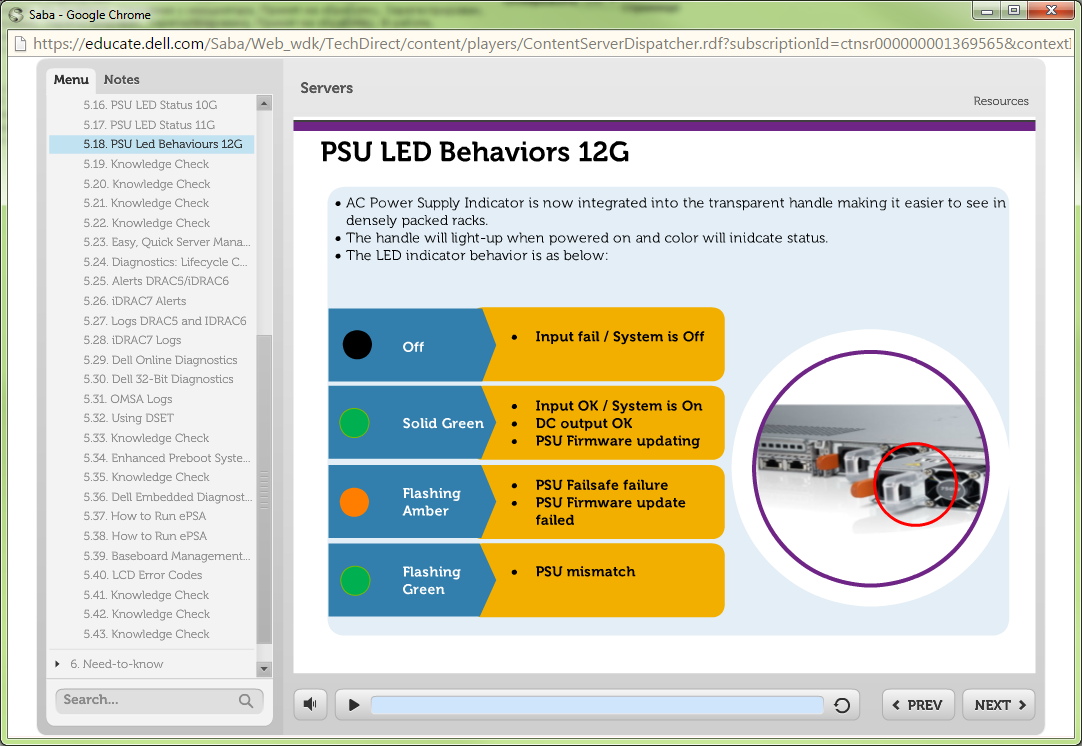 Saba - Google Chrome
https://educate.dell.com/Saba/Web_wdk/TechDirect/content/players/ContentServerDispatcher.rdf?subscriptionId=ctnsr000000001369565&context
Menu
Notes
5.16. PSU LED Status 10G
5.17. PSU LED Status 11G
5.18. PSU Led Behaviours 12G
5.19. Knowledge Check
5.20. Knowledge Check
5.21. Knowledge Check
5.22. Knowledge Check
5.23. Easy, Quick Server Mana...
5.24. Diagnostics: Lifecycle C...
5.25. Alerts DRAC5/iDRAC6
5.26. iDRAC7 Alerts
5.27. Logs DRAC5 and IDRAC6
5.28. iDRAC7 Logs
5.29. Dell Online Diagnostics
5.30. Dell 32-Bit Diagnostics
5.31. OMSA Logs
5.32. Using DSET
5.33. Knowledge Check
5.34. Enhanced Preboot Syste...
5.35. Knowledge Check
5.36. Dell Embedded Diagnost...
5.37. How to Run ePSA
5.38. How to Run ePSA
5.39. Baseboard Management...
5.40. LCD Error Codes
5.41. Knowledge Check
5.42. Knowledge Check
5.43. Knowledge Check
6. Need-to-know
Search...
Servers
Resources
PSU LED Behaviors 12G
• AC Power Supply Indicator is now integrated into the transparent handle making it easier to see in
densely packed racks.
• The handle will light-up when powered on and color will inidcate status.
• The LED indicator behavior is as below:
Off
• Input fail / System is Off
Solid Green
• Input OK / System is On
• DC output OK
• PSU Firmware updating
Flashing
Amber
• PSU Failsafe failure
• PSU Firmware update
failed
Flashing
Green
• PSU mismatch
PREV
NEXT